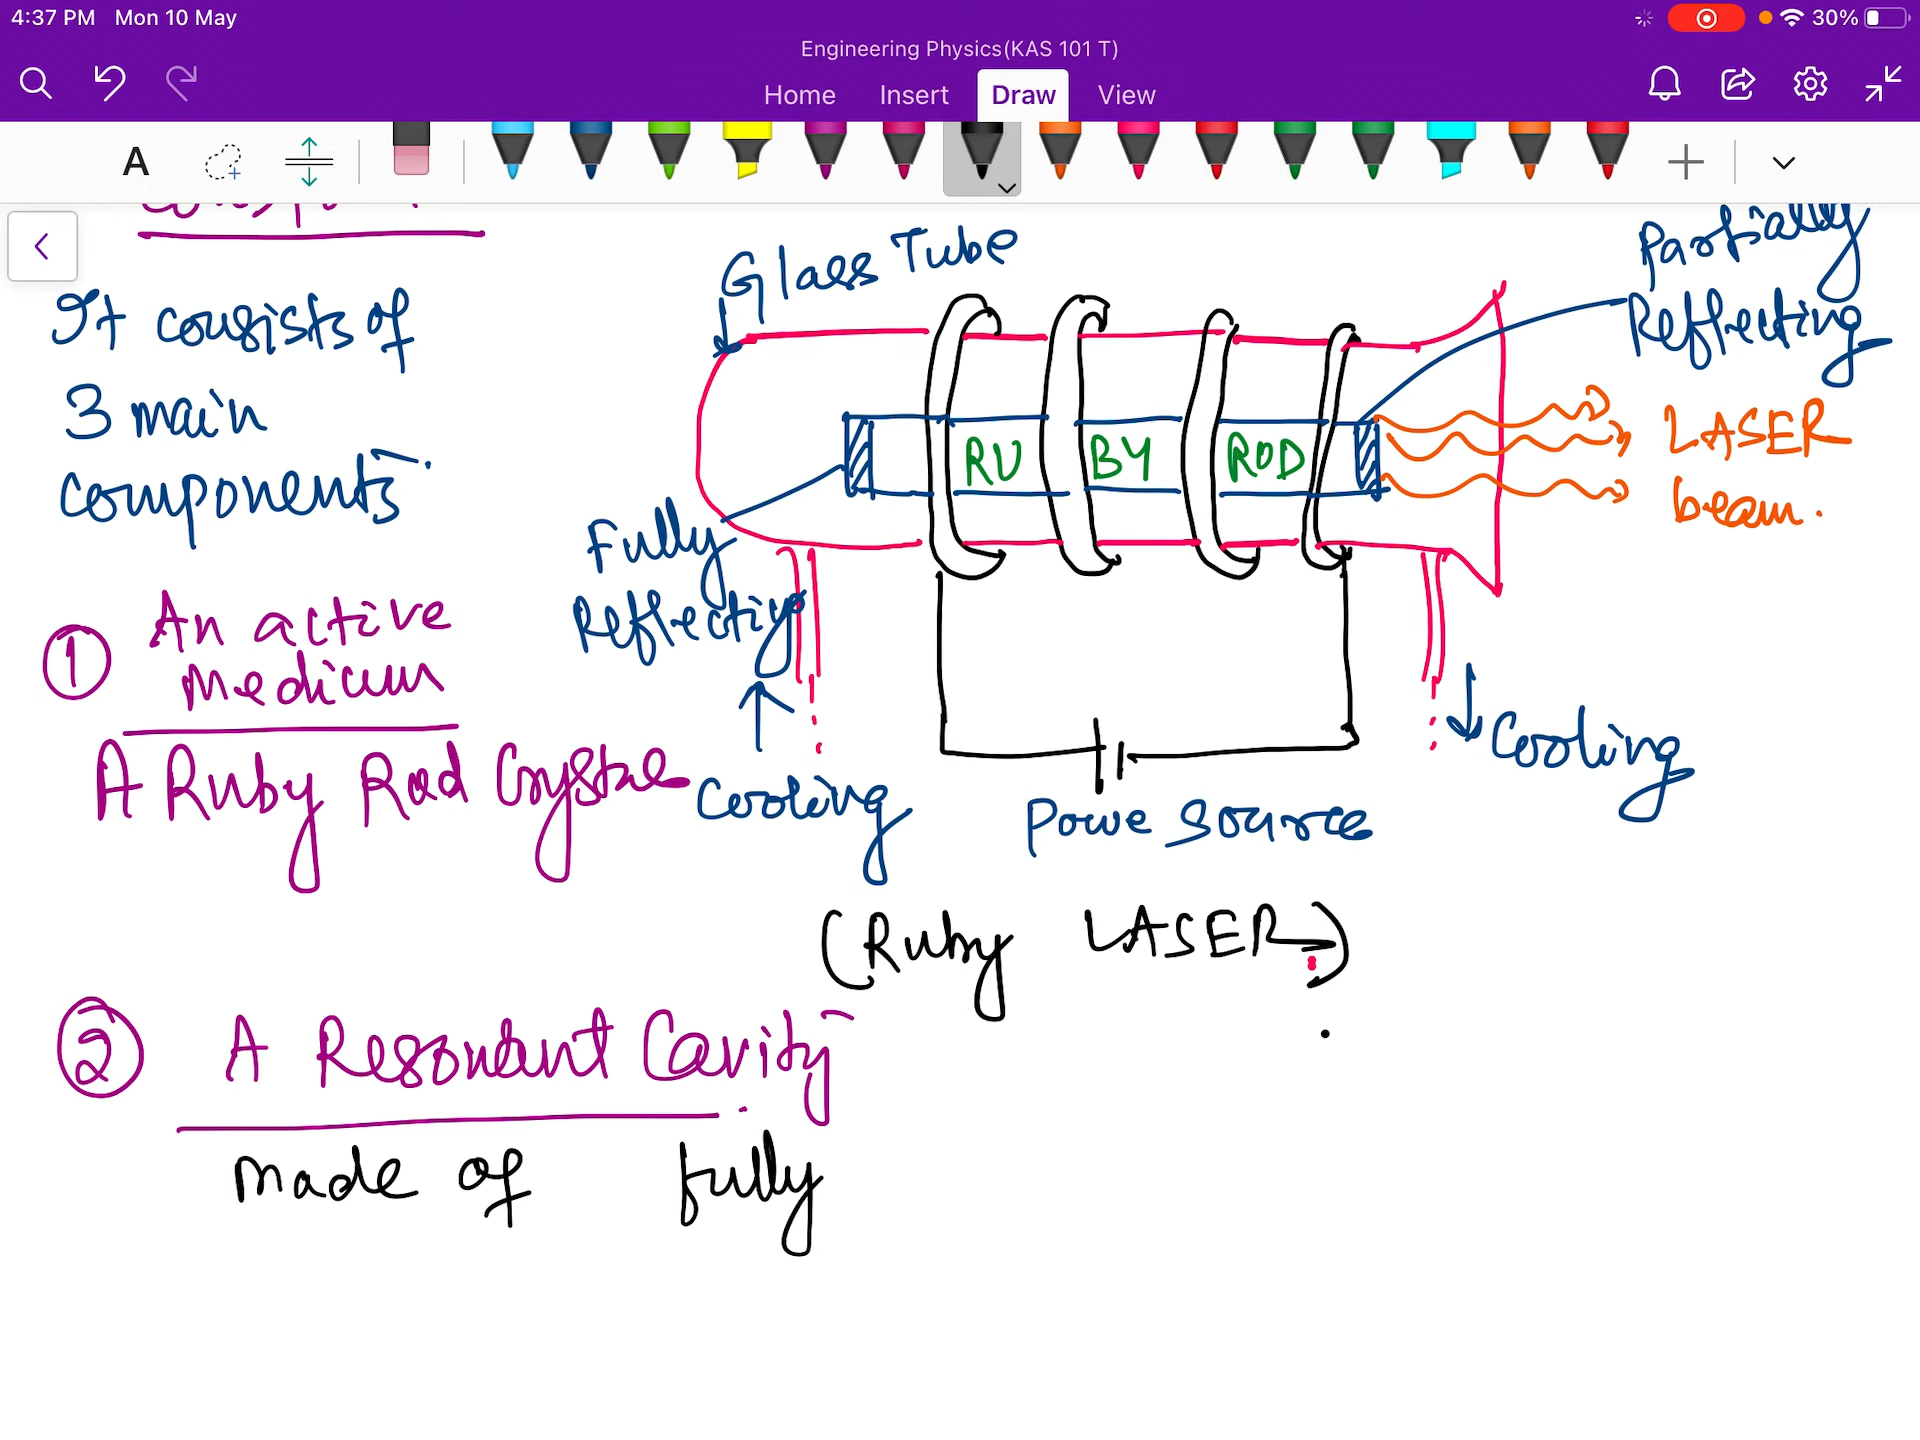 4:37 PM Mon 10 May
30%
Engineering Physics(KAS 101 T)
Home Insert Draw View
A
It consists of
3 main
components.
① An active
Medium
A Ruby Rod Crystal
Glass Tube
Partially
Reflecting
RU BY ROD
LASER
beam.
Fully
Reflecting
Cooling
Cooling
Powe source
(Ruby LASER)
② A Resonant Cavity
made of fully